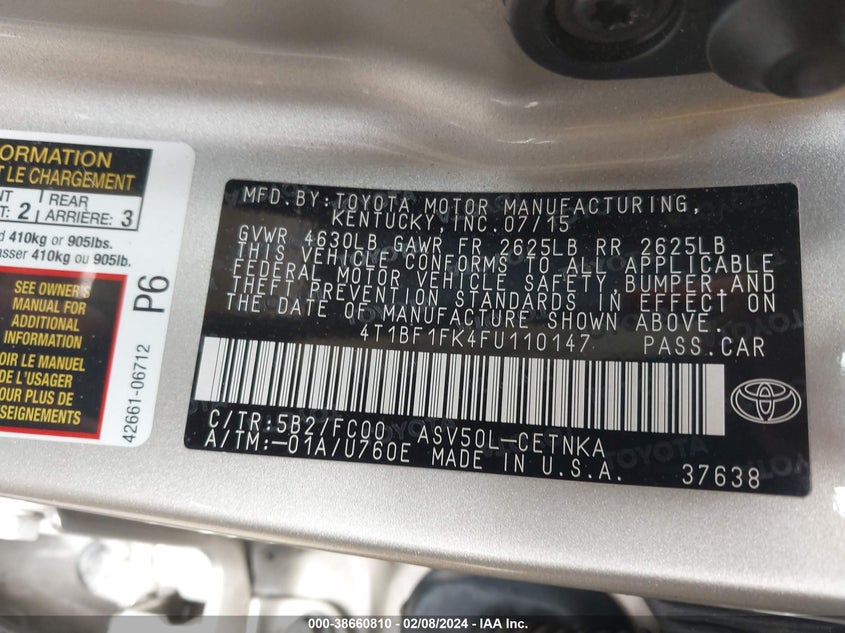 ORMATION
T LE CHARGEMENT
NT
: 2
REAR
ARRIÈRE: 3
d 410kg or 905lbs.
asser 410kg ou 905lb.
SEE OWNER'S
MANUAL FOR
ADDITIONAL
INFORMATION
OIR LE MANUEL
DE L'USAGER
POUR PLUS DE
SEIGNEMENTS
P6
42661-06712
MFD. BY: TOYOTA MOTOR MANUFACTURING,
KENTUCKY, INC. 07/15
GVWR 4630LB GAWR FR 2625LB RR 2625LB
THIS VEHICLE CONFORMS TO ALL APPLICABLE
FEDERAL MOTOR VEHICLE SAFETY, BUMPER AND
THEFT PREVENTION STANDARDS IN EFFECT ON
THE DATE OF MANUFACTURE SHOWN ABOVE.
4T1BF1FK4FU110147 PASS. CAR
C/TR: 5B2/FC00 ASV50L-CETNKA
A/TM: -01A/U760E MADE IN U.S.A.
37638
TOYOTA
000-38660810 - 02/08/2024 - IAA Inc.